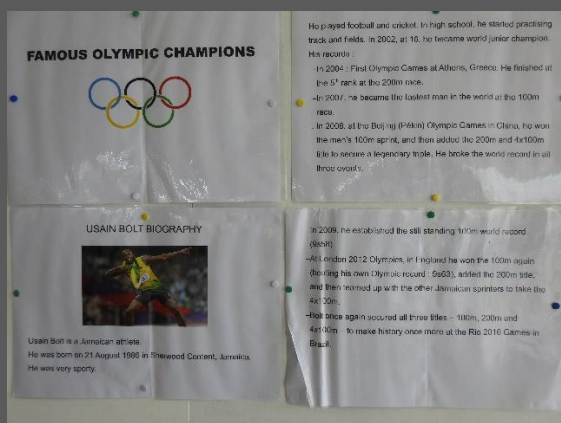 FAMOUS OLYMPIC CHAMPIONS
USAIN BOLT BIOGRAPHY
Usain Bolt is a Jamaican athlete.
He was born on 21 August 1986 in Sherwood Content, Jamaica.
He was very sporty.
He played football and cricket. In high school, he started practising
track and fields. In 2002, at 16, he became world junior champion.
His records :
-In 2004 : First Olympic Games at Athens, Greece. He finished at
the 5th rank at the 200m race.
-In 2007, he became the fastest man in the world at the 100m
race.
. In 2008, at the Beijing (Pékin) Olympic Games in China, he won
the men's 100m sprint, and then added the 200m and 4x100m
title to secure a legendary triple. He broke the world record in all
three events.
In 2009, he established the still standing 100m world record
(9s58).
-At London 2012 Olympics, in England he won the 100m again
(beating his own Olympic record : 9s63), added the 200m title,
and then teamed up with the other Jamaican sprinters to take the
4x100m.
-Bolt once again secured all three titles – 100m, 200m and
4x100m – to make history once more at the Rio 2016 Games in
Brazil.